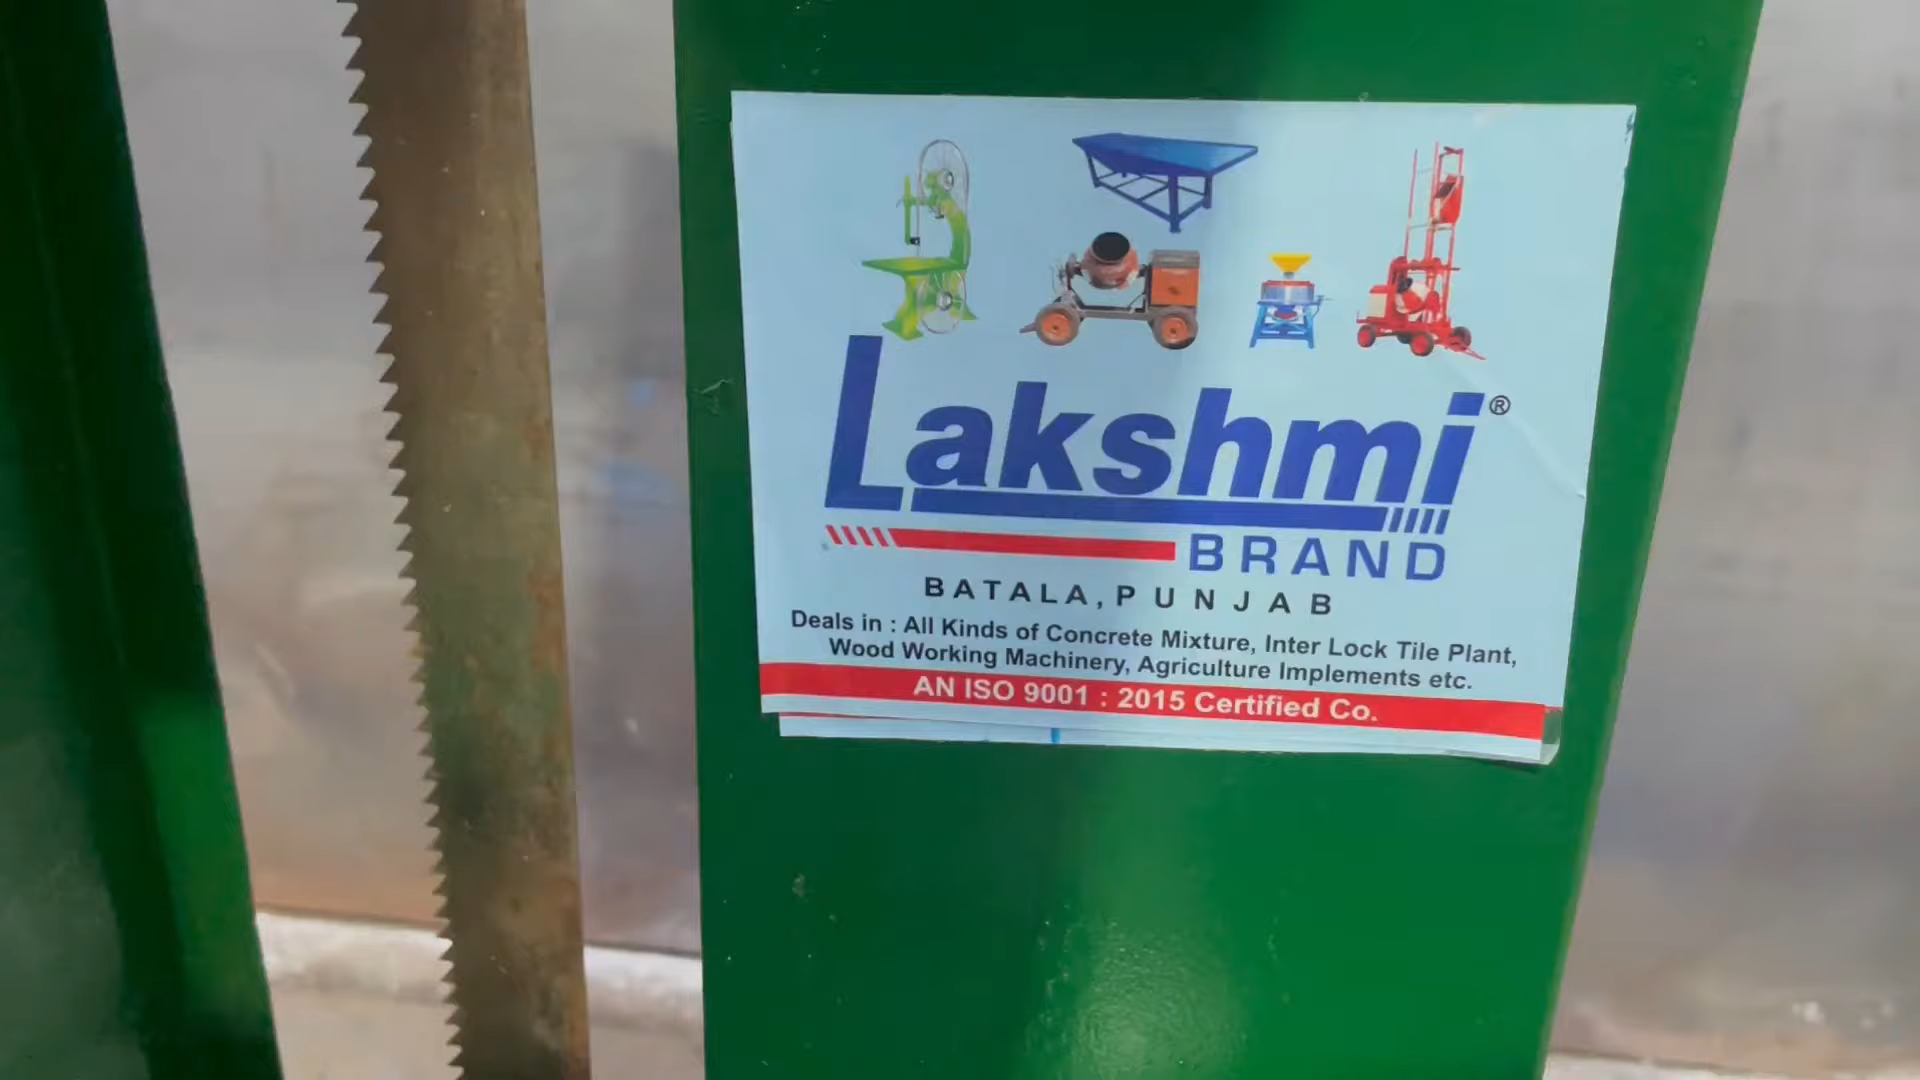 Lakshmi®
BRAND
BATALA, PUNJAB
Deals in : All Kinds of Concrete Mixture, Inter Lock Tile Plant,
Wood Working Machinery, Agriculture Implements etc.
AN ISO 9001 : 2015 Certified Co.